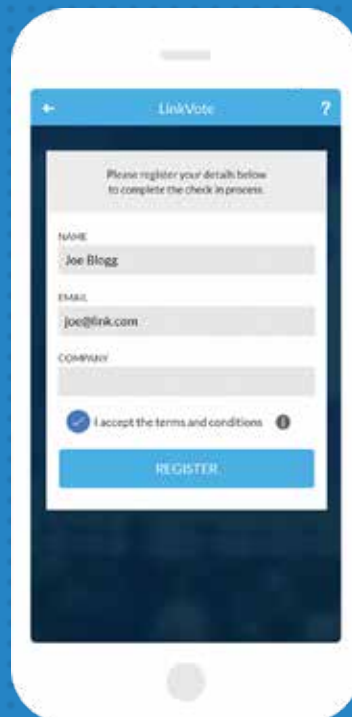 LinkVote ?
Please register your details below
to complete the check in process
NAME
Joe Blogg
EMAIL
joe@link.com
COMPANY
I accept the terms and conditions i
REGISTER